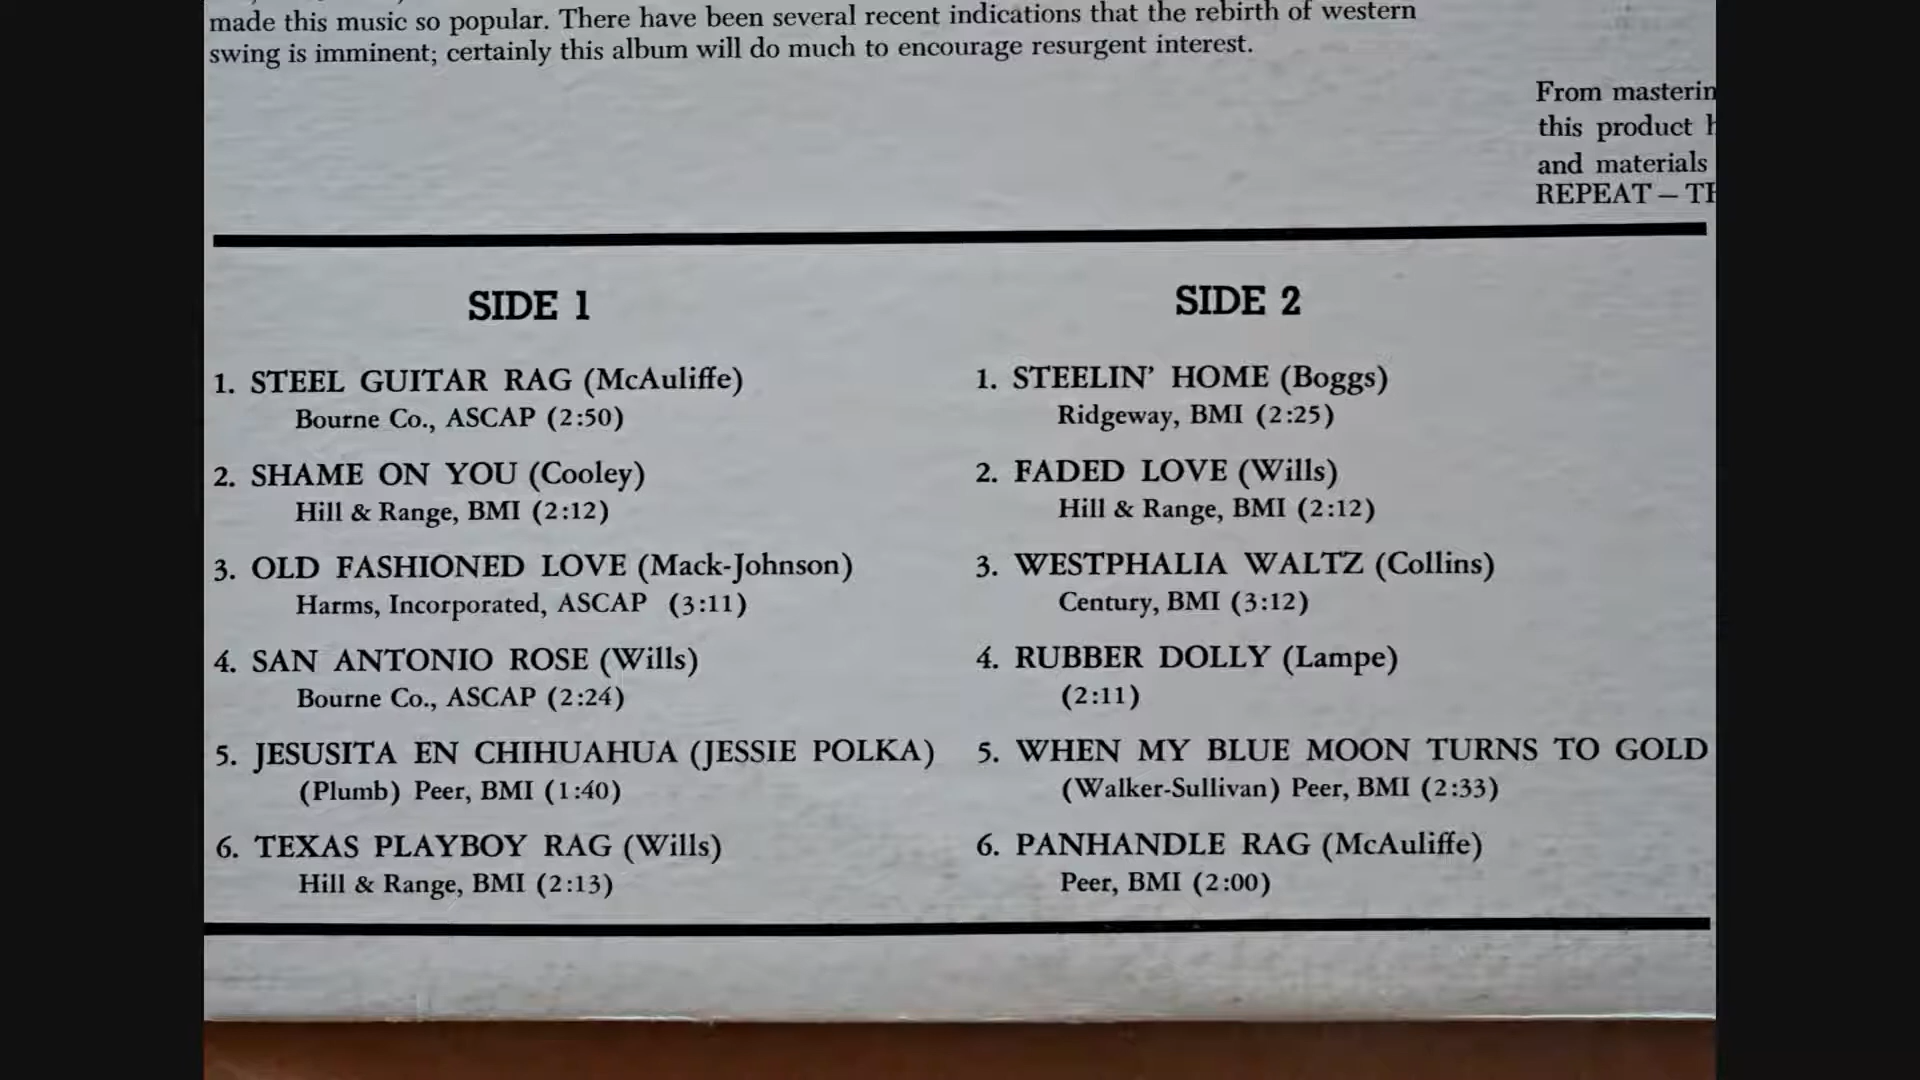 made this music so popular. There have been several recent indications that the rebirth of western
swing is imminent; certainly this album will do much to encourage resurgent interest.
From masterin
this product h
and materials
REPEAT – TH
SIDE 1
1. STEEL GUITAR RAG (McAuliffe)
Bourne Co., ASCAP (2:50)
2. SHAME ON YOU (Cooley)
Hill & Range, BMI (2:12)
3. OLD FASHIONED LOVE (Mack-Johnson)
Harms, Incorporated, ASCAP (3:11)
4. SAN ANTONIO ROSE (Wills)
Bourne Co., ASCAP (2:24)
5. JESUSITA EN CHIHUAHUA (JESSIE POLKA)
(Plumb) Peer, BMI (1:40)
6. TEXAS PLAYBOY RAG (Wills)
Hill & Range, BMI (2:13)
SIDE 2
1. STEELIN' HOME (Boggs)
Ridgeway, BMI (2:25)
2. FADED LOVE (Wills)
Hill & Range, BMI (2:12)
3. WESTPHALIA WALTZ (Collins)
Century, BMI (3:12)
4. RUBBER DOLLY (Lampe)
(2:11)
5. WHEN MY BLUE MOON TURNS TO GOLD
(Walker-Sullivan) Peer, BMI (2:33)
6. PANHANDLE RAG (McAuliffe)
Peer, BMI (2:00)